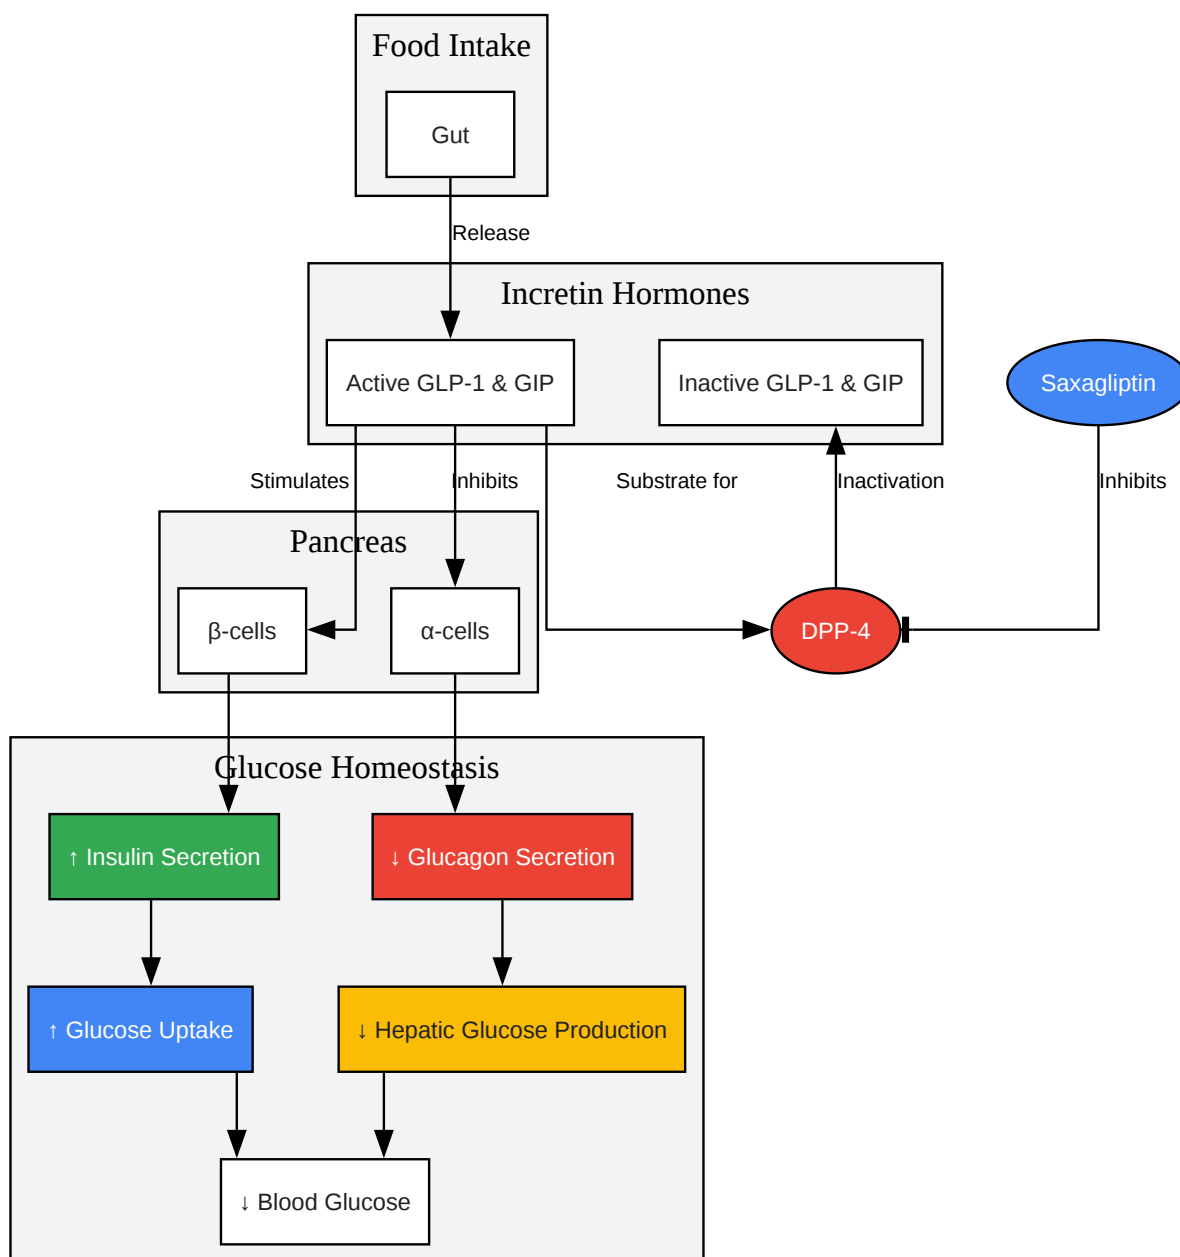 Food Intake
Gut
Release
Incretin Hormones
Active GLP-1 & GIP
Inactive GLP-1 & GIP
Saxagliptin
Stimulates
Inhibits
Substrate for
Inactivation
Inhibits
Pancreas
β-cells
α-cells
DPP-4
Glucose Homeostasis
↑ Insulin Secretion
↓ Glucagon Secretion
↑ Glucose Uptake
↓ Hepatic Glucose Production
↓ Blood Glucose